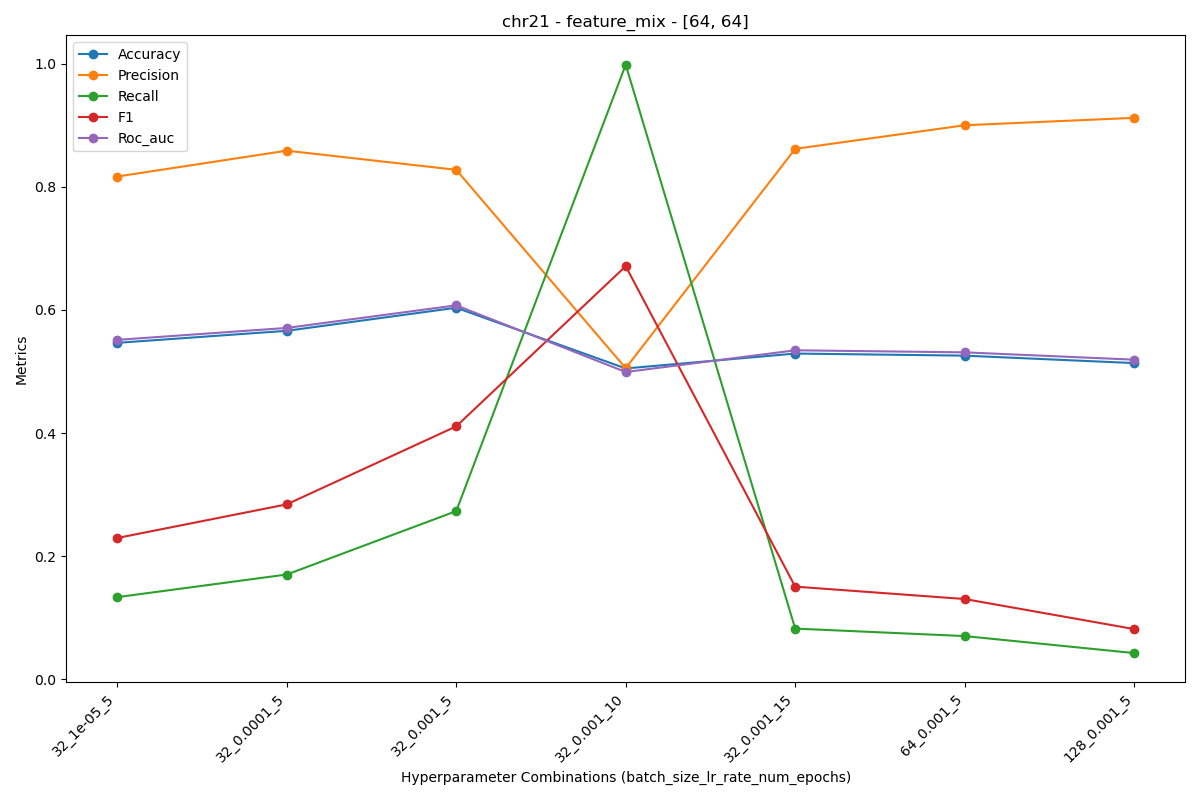 chr21 - feature_mix - [64, 64]
Accuracy
Precision
Recall
F1
Roc_auc
Metrics
1.0
0.8
0.6
0.4
0.2
0.0
32_1e-05_5
32_0.0001_5
32_0.001_5
32_0.001_10
32_0.001_15
64_0.001_5
128_0.001_5
Hyperparameter Combinations (batch_size_lr_rate_num_epochs)